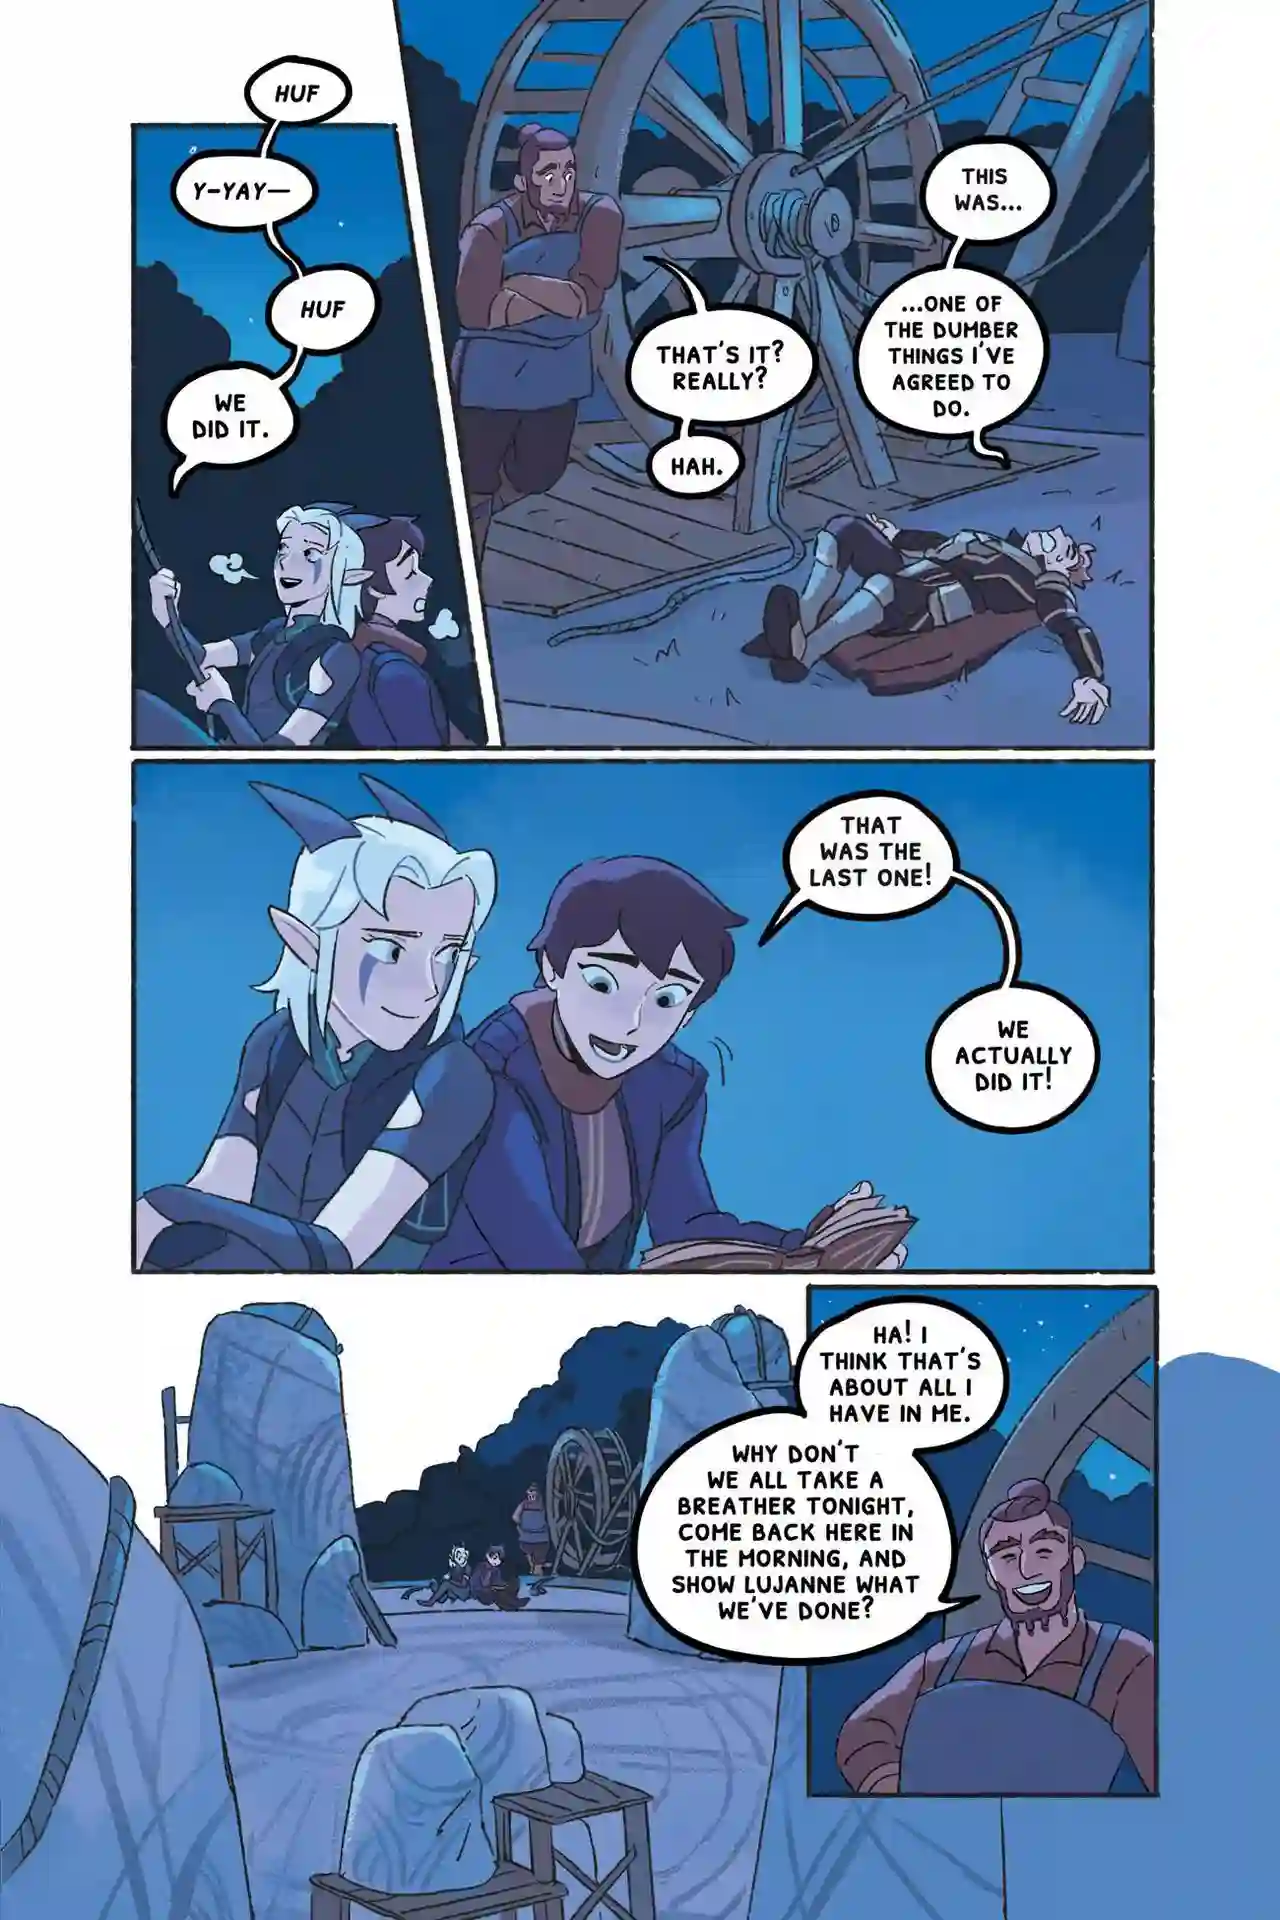 HUF
Y-YAY—
HUF
WE
DID IT.
THAT'S IT?
REALLY?
HAH.
THIS
WAS...
...ONE OF
THE DUMBER
THINGS I'VE
AGREED TO
DO.
THAT
WAS THE
LAST ONE!
WE
ACTUALLY
DID IT!
HA! I
THINK THAT'S
ABOUT ALL I
HAVE IN ME.
WHY DON'T
WE ALL TAKE A
BREATHER TONIGHT,
COME BACK HERE IN
THE MORNING, AND
SHOW LUJANNE WHAT
WE'VE DONE?